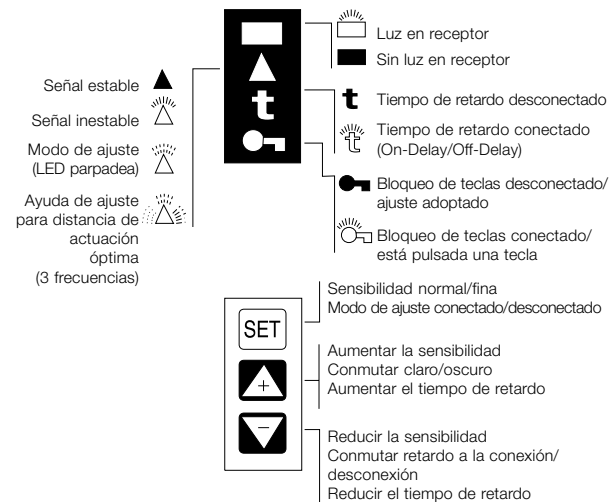 Luz en receptor
Sin luz en receptor
Señal estable
Señal inestable
Modo de ajuste
(LED parpadea)
Ayuda de ajuste
para distancia de
actuación
óptima
(3 frecuencias)
t
t Tiempo de retardo desconectado
t Tiempo de retardo conectado
(On-Delay/Off-Delay)
Bloqueo de teclas desconectado/
ajuste adoptado
Bloqueo de teclas conectado/
está pulsada una tecla
SET
+
−
Sensibilidad normal/fina
Modo de ajuste conectado/desconectado
Aumentar la sensibilidad
Conmutar claro/oscuro
Aumentar el tiempo de retardo
Reducir la sensibilidad
Conmutar retardo a la conexión/
desconexión
Reducir el tiempo de retardo